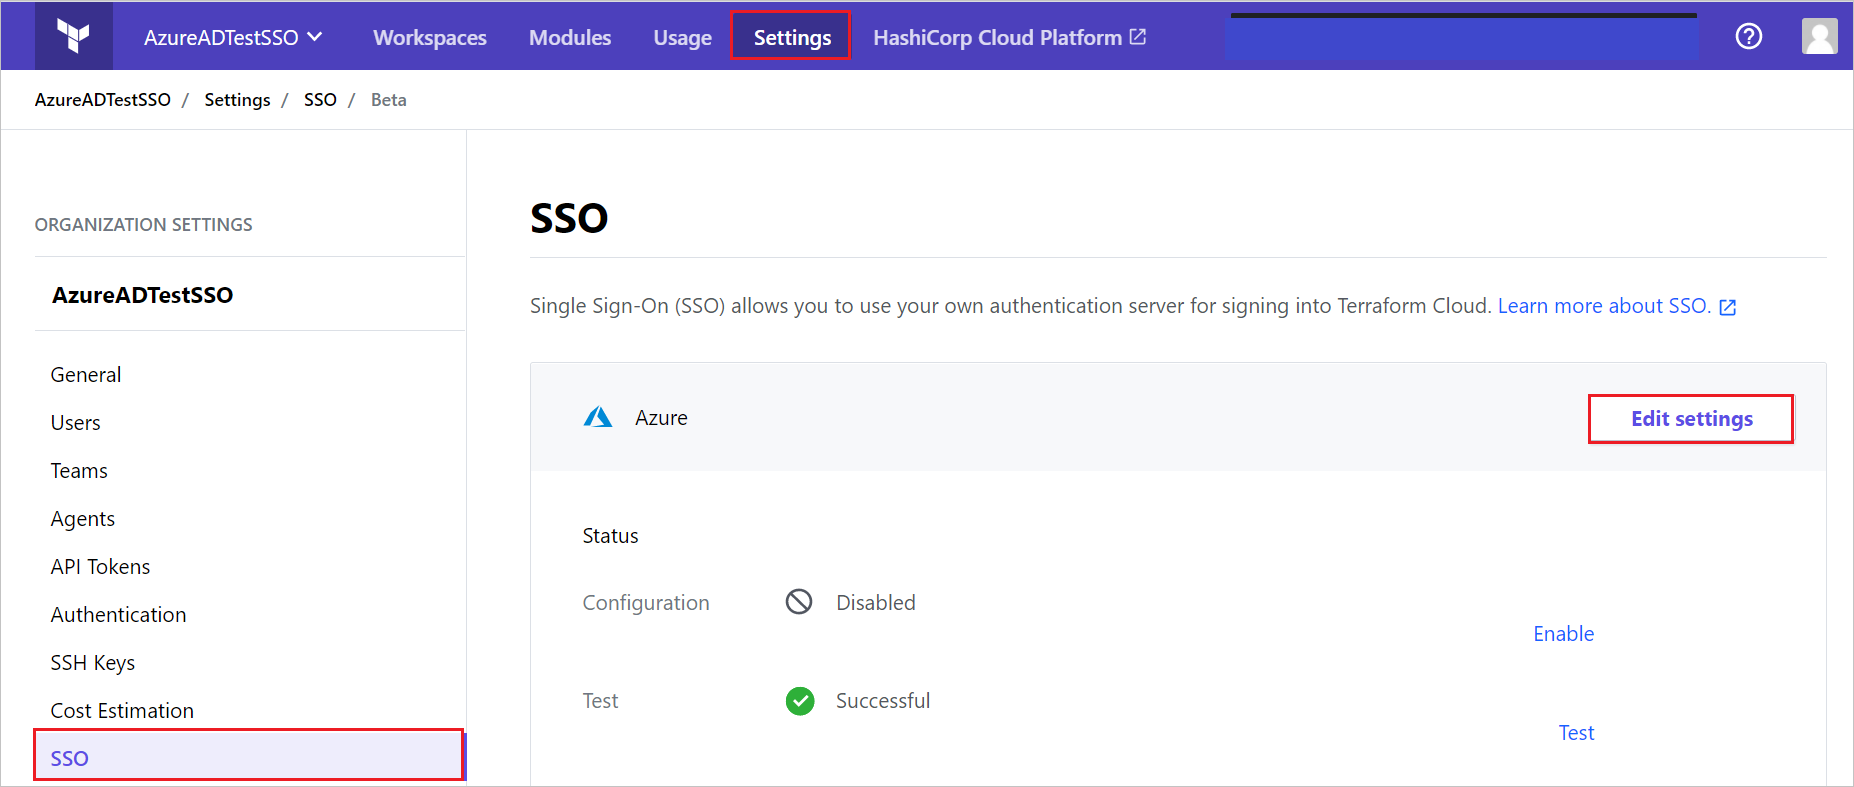 AzureADTestSSO Workspaces Modules Usage Settings HashiCorp Cloud Platform
AzureADTestSSO / Settings / SSO / Beta
ORGANIZATION SETTINGS
AzureADTestSSO
General
Users
Teams
Agents
API Tokens
Authentication
SSH Keys
Cost Estimation
SSO
SSO
Single Sign-On (SSO) allows you to use your own authentication server for signing into Terraform Cloud. Learn more about SSO.
Azure Edit settings
Status
Configuration Disabled
Enable
Test Successful
Test